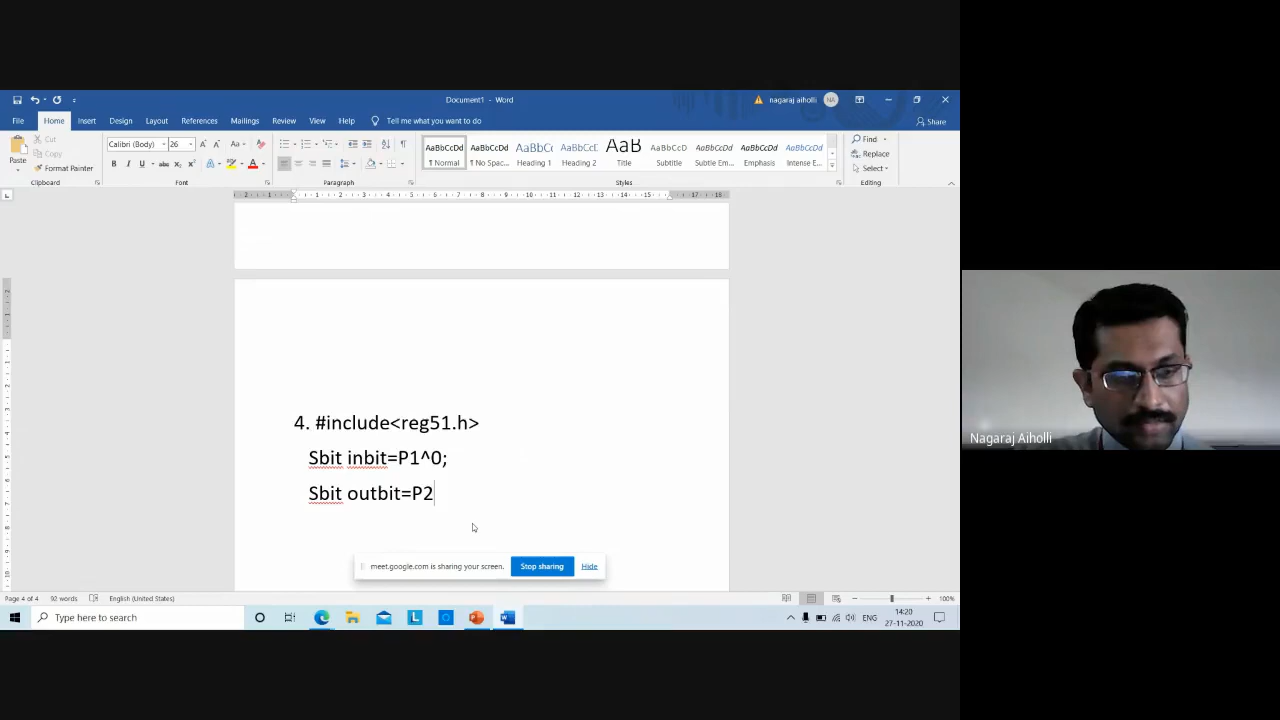 Document1 - Word
nagaraj aiholli NA
File Home Insert Design Layout References Mailings Review View Help Tell me what you want to do
Share
Paste
Cut
Copy
Format Painter
Clipboard
Calibri (Body) 26
Font
Paragraph
AaBbCcDd ¶ Normal
AaBbCcDd ¶ No Spac...
AaBbCc Heading 1
AaBbCcE Heading 2
AaB Title
AaBbCcD Subtitle
AaBbCcDd Subtle Em...
AaBbCcDd Emphasis
AaBbCcDd Intense E...
Styles
Find
Replace
Select
Editing
4. #include<reg51.h>
Sbit inbit=P1^0;
Sbit outbit=P2
meet.google.com is sharing your screen. Stop sharing Hide
Nagaraj Aiholli
Page 4 of 4 92 words English (United States) 100%
Type here to search
ENG
14:20
27-11-2020